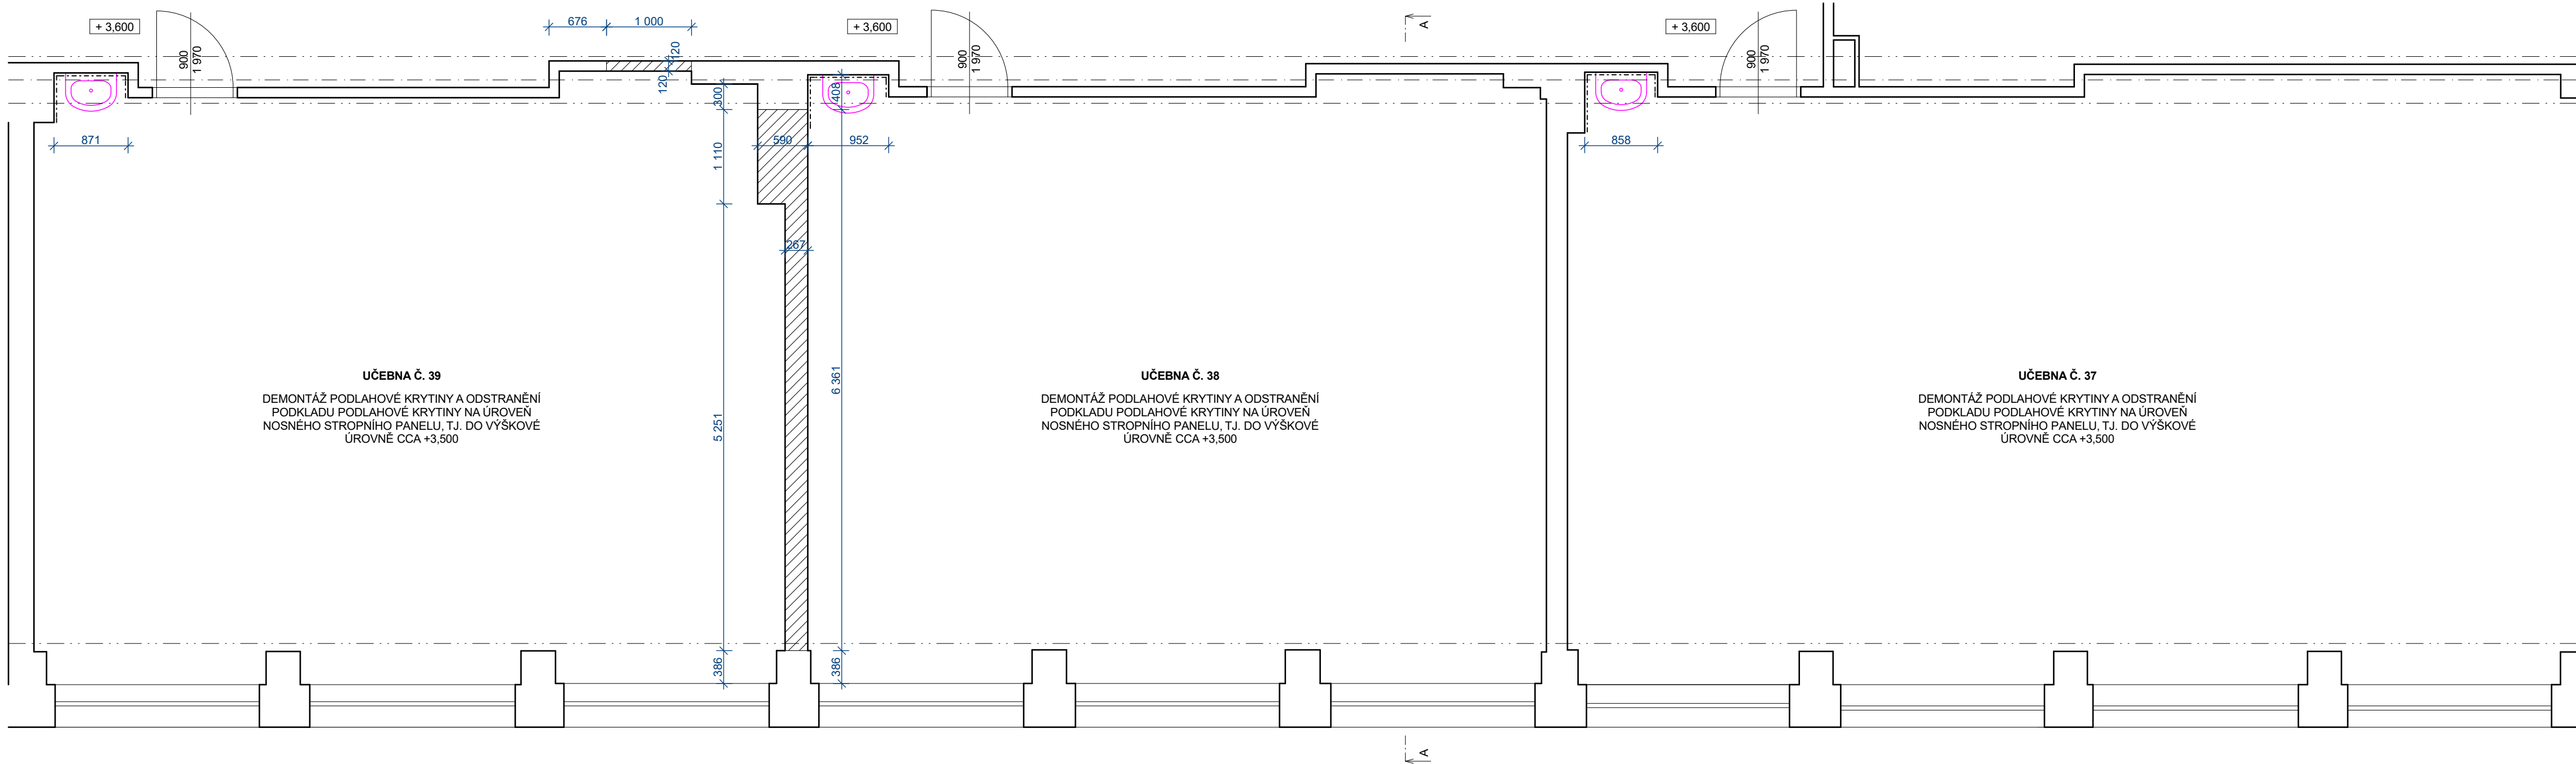 + 3,600
900
1 970
676
1 000
120
120
+ 3,600
900
1 970
A
+ 3,600
900
1 970
871
300
1 110
590
408
952
858
267
6 361
5 251
386
386
UČEBNA Č. 39
DEMONTÁŽ PODLAHOVÉ KRYTINY A ODSTRANĚNÍ
PODKLADU PODLAHOVÉ KRYTINY NA ÚROVEŇ
NOSNÉHO STROPNÍHO PANELU, TJ. DO VÝŠKOVÉ
ÚROVNĚ CCA +3,500
UČEBNA Č. 38
DEMONTÁŽ PODLAHOVÉ KRYTINY A ODSTRANĚNÍ
PODKLADU PODLAHOVÉ KRYTINY NA ÚROVEŇ
NOSNÉHO STROPNÍHO PANELU, TJ. DO VÝŠKOVÉ
ÚROVNĚ CCA +3,500
UČEBNA Č. 37
DEMONTÁŽ PODLAHOVÉ KRYTINY A ODSTRANĚNÍ
PODKLADU PODLAHOVÉ KRYTINY NA ÚROVEŇ
NOSNÉHO STROPNÍHO PANELU, TJ. DO VÝŠKOVÉ
ÚROVNĚ CCA +3,500
A